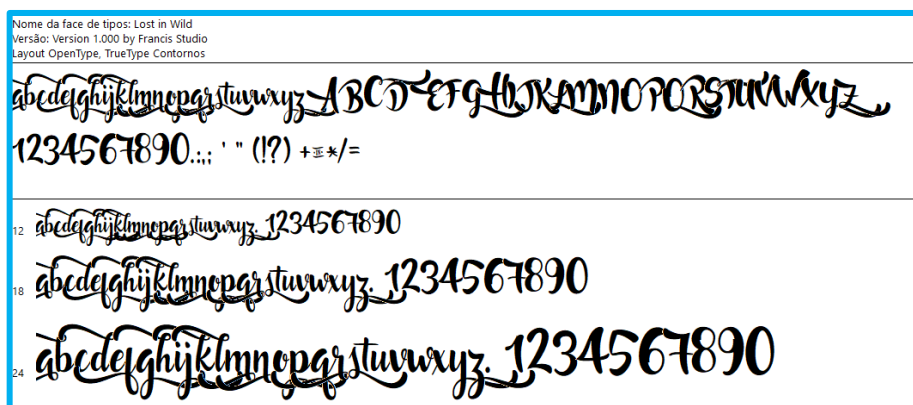 Nome da face de tipos: Lost in Wild
Versão: Version 1.000 by Francis Studio
Layout OpenType, TrueType Contornos
abcdefghijklmnopqrstuvwxyz ABCDEFGHIJKLMNOPQRSTUVWXYZ
1234567890.:,; ' " (!?) +-*/=
12 abcdefghijklmnopqrstuvwxyz. 1234567890
18 abcdefghijklmnopqrstuvwxyz. 1234567890
24 abcdefghijklmnopqrstuvwxyz. 1234567890